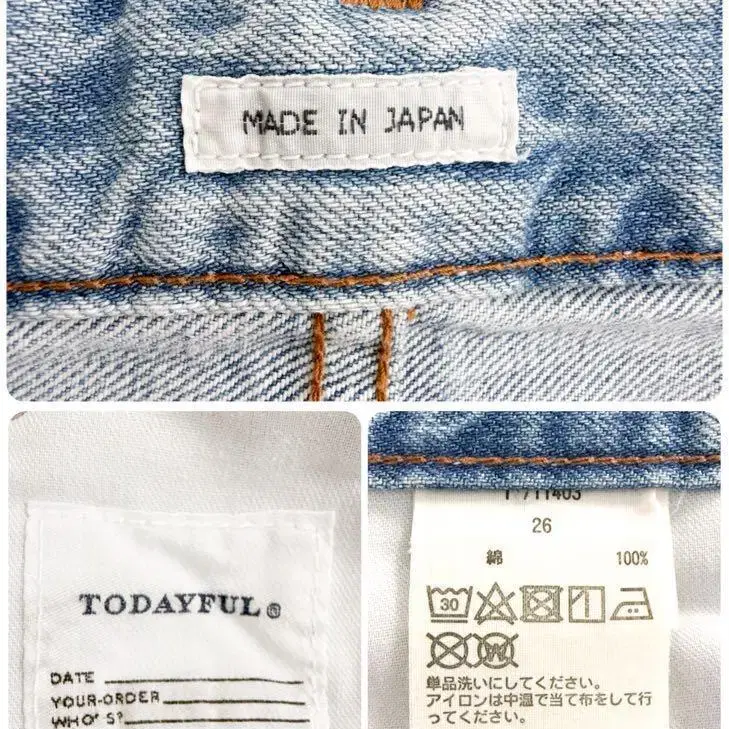 MADE IN JAPAN
TODAYFUL®
DATE
YOUR-ORDER
WHO'S?
26
綿 100%
30
W
単品洗いにしてください。
アイロンは中温で当て布をして行
ってください。